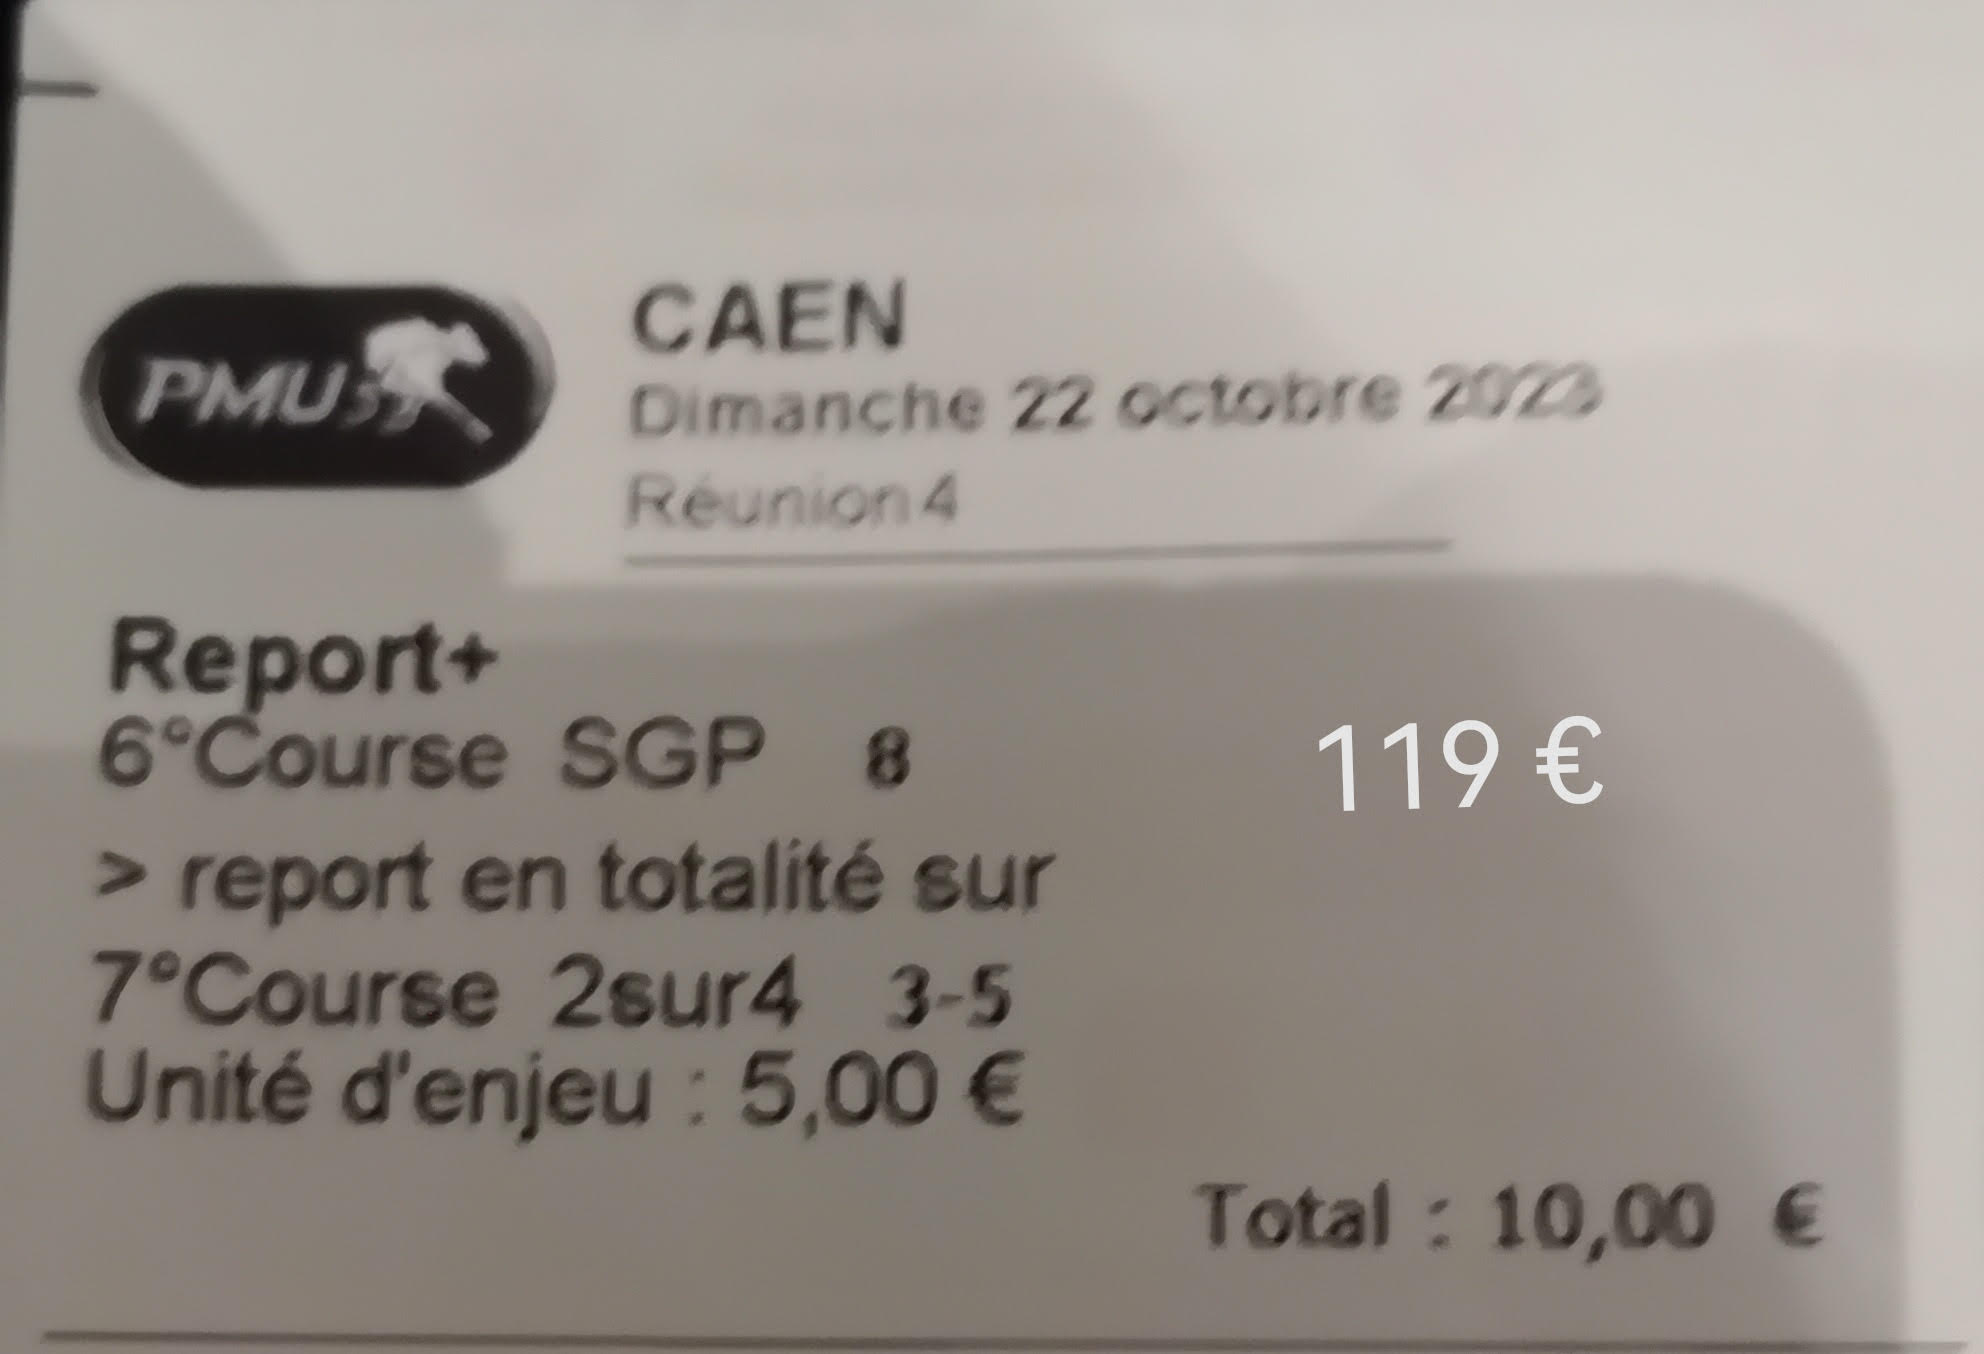 PMU
CAEN
Dimanche 22 octobre 2023
Réunion 4
Report+
6°Course SGP 8
119 €
> report en totalité sur
7°Course 2sur4 3-5
Unité d'enjeu : 5,00 €
Total : 10,00 €